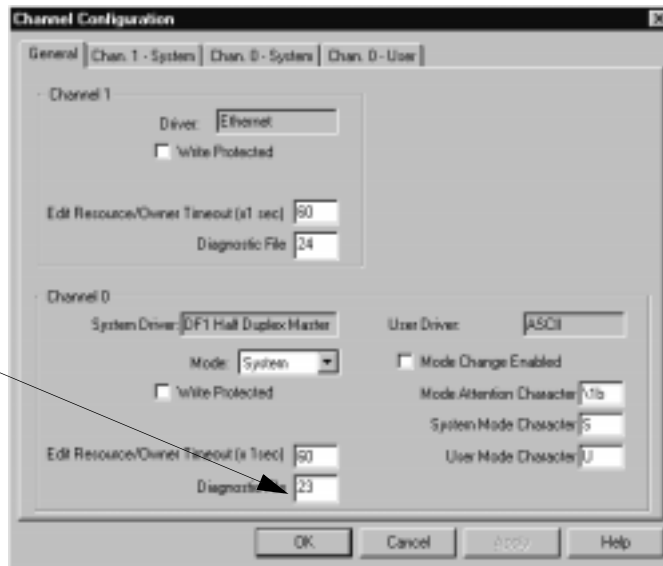 Channel Configuration
General
Chan. 1 - System
Chan. 0 - System
Chan. 0 - User
Channel 1
Driver: Ethernet
Write Protected
Edit Resource/Owner Timeout (x1 sec) 60
Diagnostic File 24
Channel 0
System Driver: DF1 Half Duplex Master
User Driver: ASCII
Mode: System
Mode Change Enabled
Write Protected
Mode Attention Character \1b
System Mode Character S
Edit Resource/Owner Timeout (x 1sec) 60
User Mode Character U
Diagnostic File 23
OK
Cancel
Apply
Help